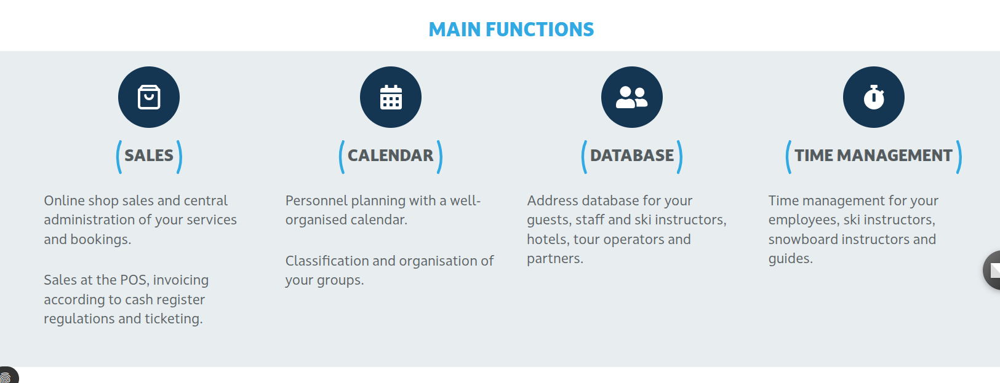 MAIN FUNCTIONS
SALES
Online shop sales and central
administration of your services
and bookings.
Sales at the POS, invoicing
according to cash register
regulations and ticketing.
CALENDAR
Personnel planning with a well-
organised calendar.
Classification and organisation of
your groups.
DATABASE
Address database for your
guests, staff and ski instructors,
hotels, tour operators and
partners.
TIME MANAGEMENT
Time management for your
employees, ski instructors,
snowboard instructors and
guides.